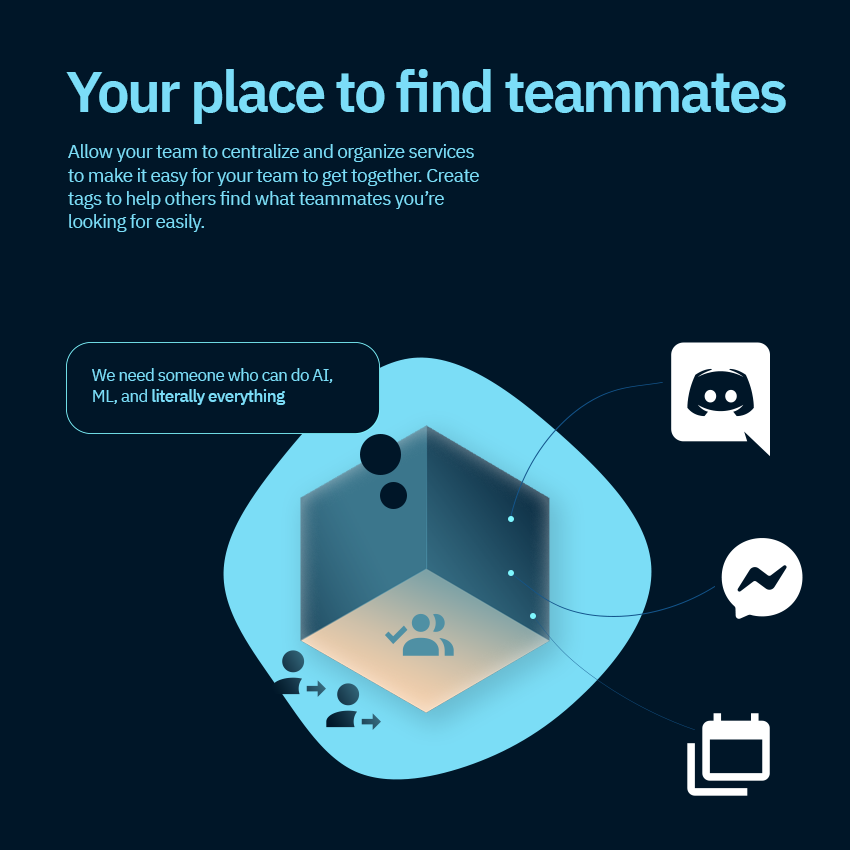 Your place to find teammates
Allow your team to centralize and organize services
to make it easy for your team to get together. Create
tags to help others find what teammates you’re
looking for easily.
We need someone who can do AI,
ML, and literally everything